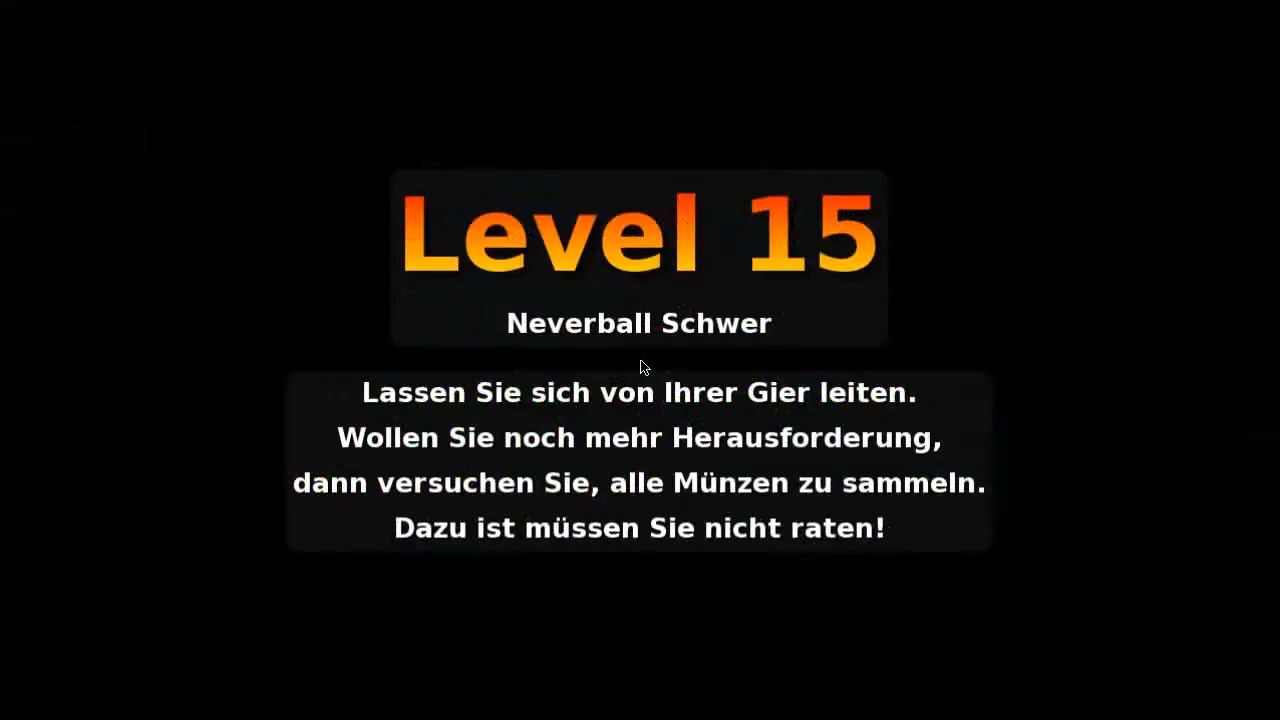 Level 15
Neverball Schwer
Lassen Sie sich von Ihrer Gier leiten.
Wollen Sie noch mehr Herausforderung,
dann versuchen Sie, alle Münzen zu sammeln.
Dazu ist müssen Sie nicht raten!